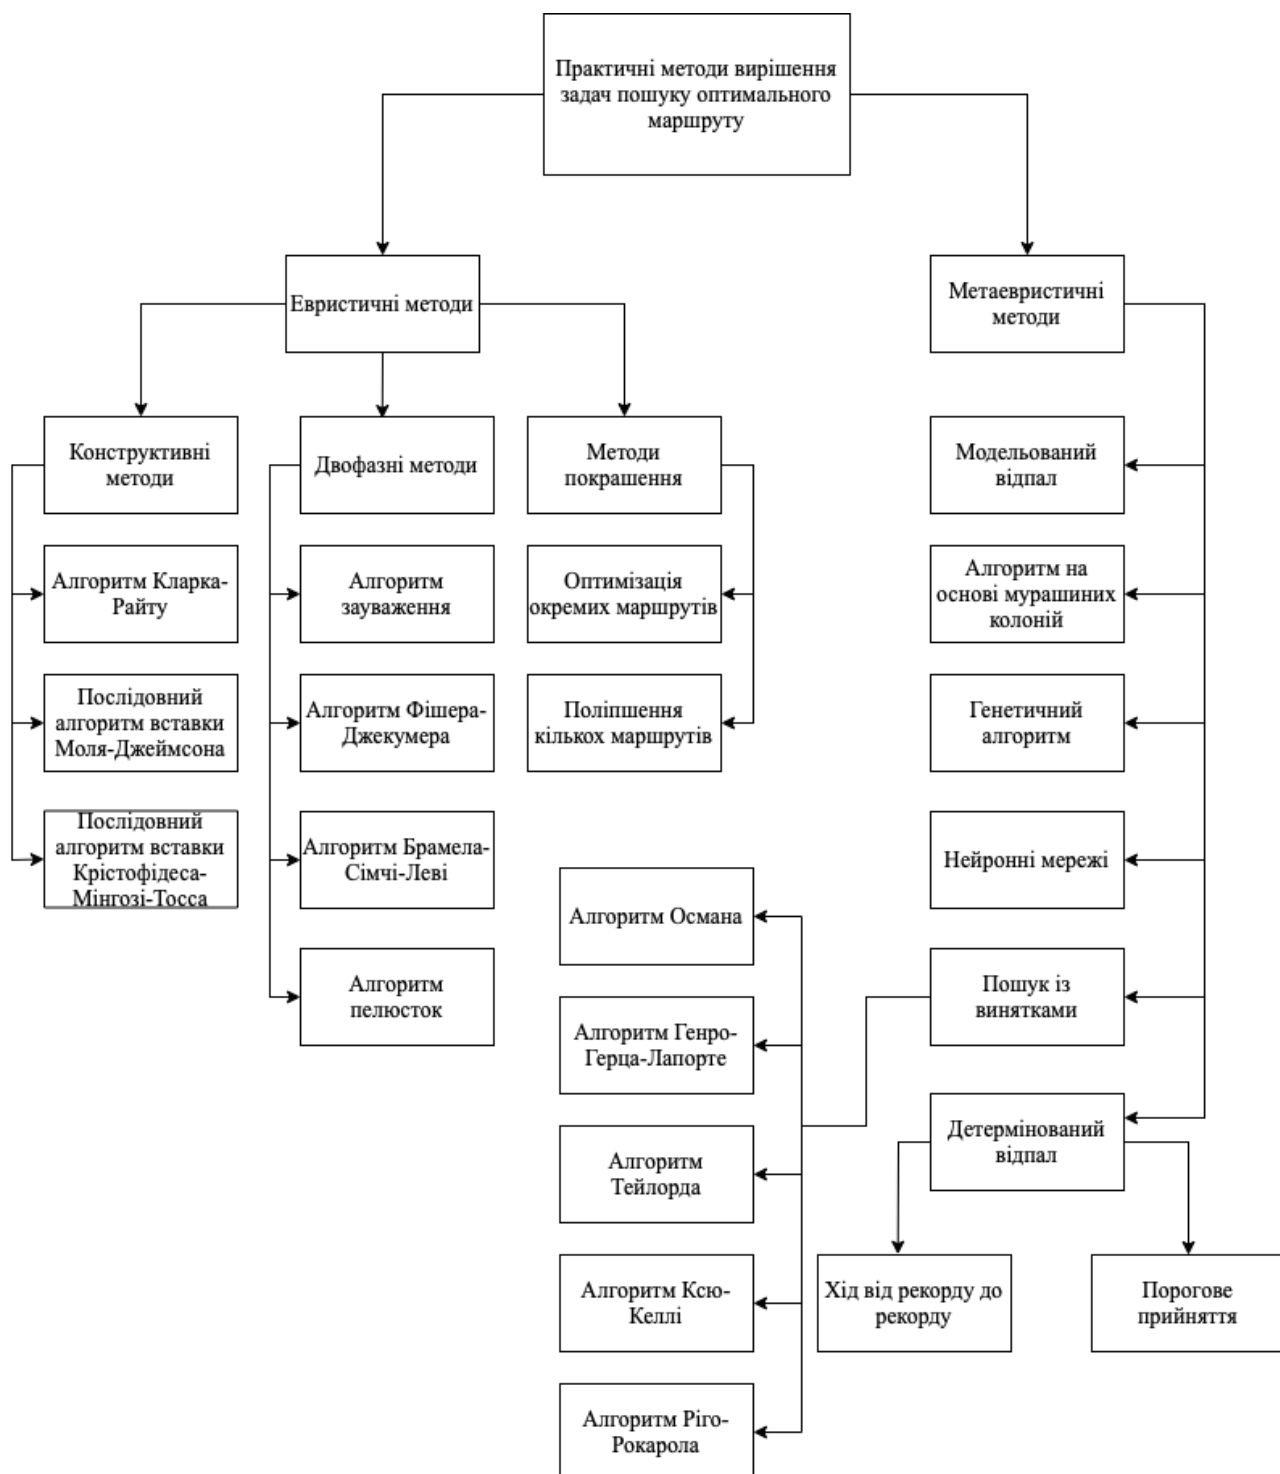 Практичні методи вирішення
задач пошуку оптимального
маршруту
Евристичні методи
Метаевристичні
методи
Конструктивні
методи
Двофазні методи
Методи
покрашення
Модельований
відпал
Алгоритм Кларка-
Райту
Алгоритм
зауваження
Оптимізація
окремих маршрутів
Алгоритм на
основі мурашиних
колоній
Послідовний
алгоритм вставки
Моля-Джеймсона
Алгоритм Фішера-
Джекумера
Поліпшення
кількох маршрутів
Генетичний
алгоритм
Послідовний
алгоритм вставки
Крістофідеса-
Мінгозі-Тосса
Алгоритм Брамела-
Сімчі-Леві
Нейронні мережі
Алгоритм Османа
Алгоритм
пелюсток
Пошук із
винятками
Алгоритм Генро-
Герца-Лапорте
Детермінований
відпал
Алгоритм
Тейлорда
Алгоритм Ксю-
Келлі
Хід від рекорду до
рекорду
Порогове
прийняття
Алгоритм Ріго-
Рокарола